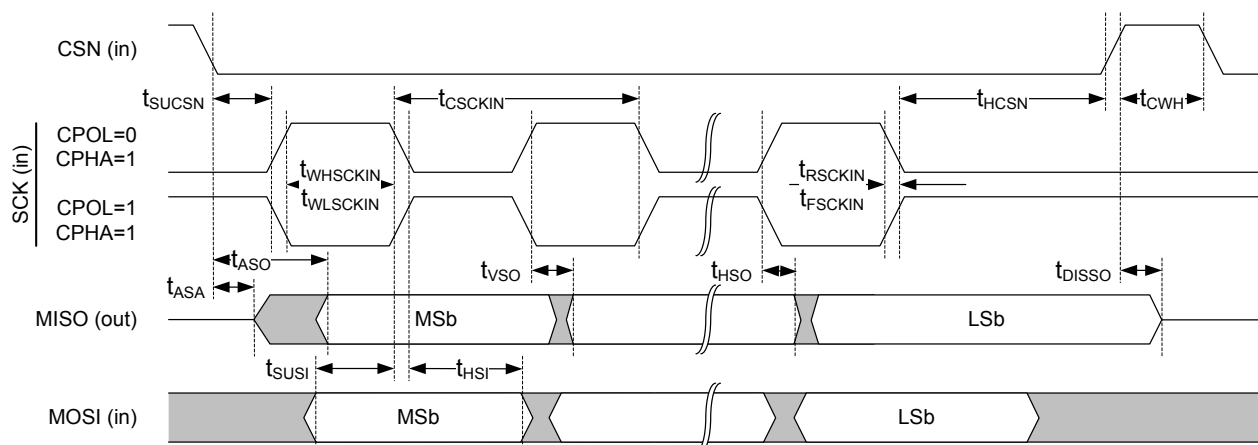 CSN (in)
tSUCSN
tCSCKIN
tHCSN
tCWH
SCK (in)
CPOL=0
CPHA=1
tWHSCKIN
tRSCKIN
tWLSCKIN
tFSCKIN
CPOL=1
CPHA=1
tASO
tVSO
tHSO
tDISSO
tASA
MISO (out)
MSb
LSb
tSUSI
tHSI
MOSI (in)
MSb
LSb